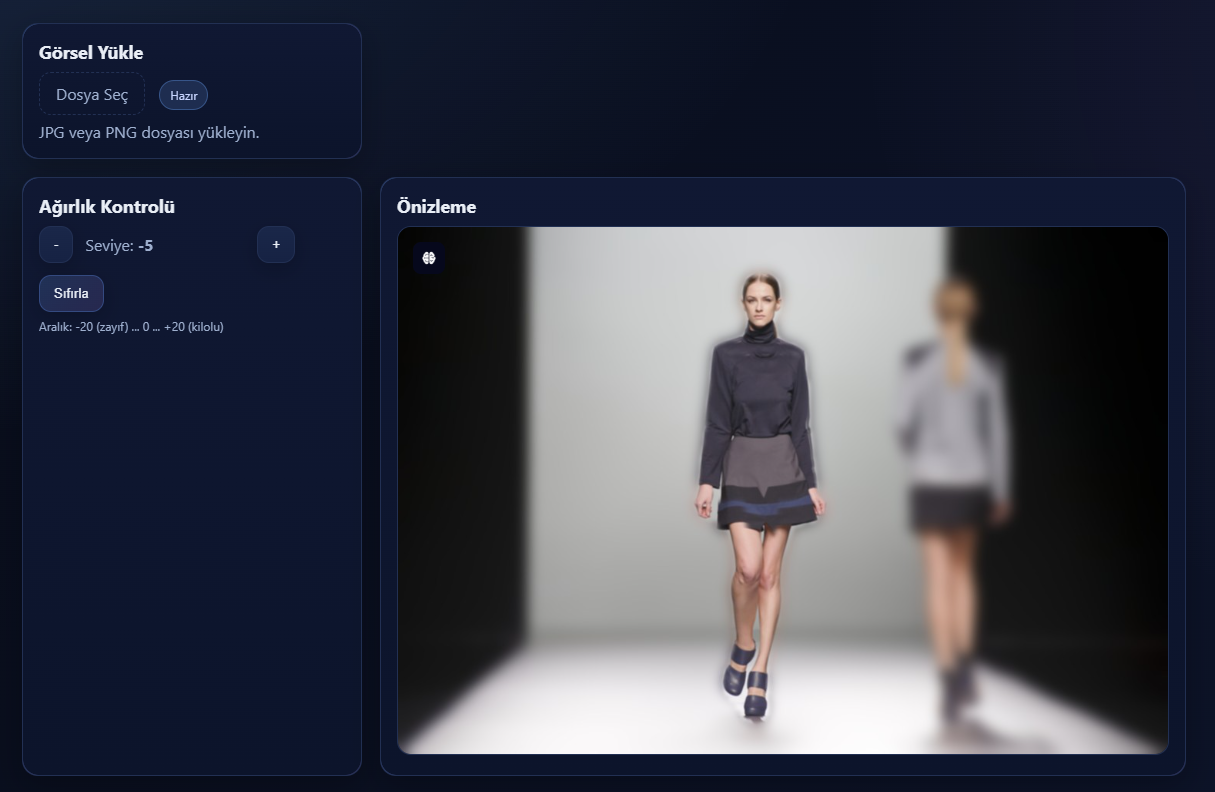 Görsel Yükle
Dosya Seç
Hazır
JPG veya PNG dosyası yükleyin.
Ağırlık Kontrolü
- Seviye: -5 +
Sıfırla
Aralık: -20 (zayıf) ... 0 ... +20 (kilolu)
Önizleme